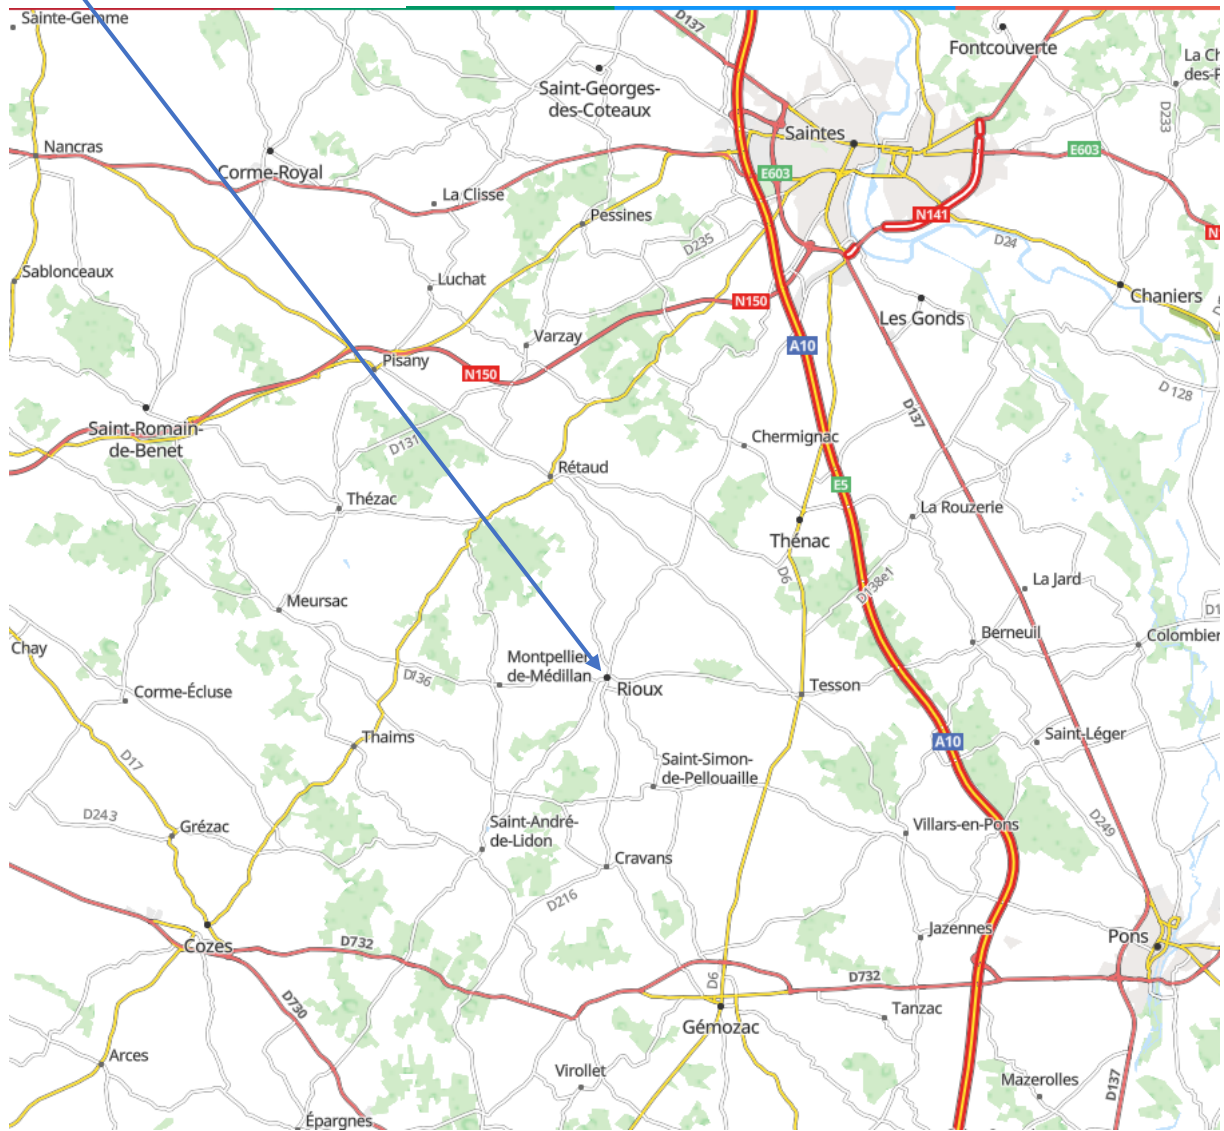 Sainte-Gemme
D137
Fontcouverte
Saint-Georges-
des-Coteaux
D233
Saintes
Nancras
E603
Corme-Royal
E603
La Clisse
Pessines
N141
D235
D24
Sablonceaux
Luchat
Chaniers
N150
Les Gonds
Varzay
A10
Pisany
N150
D 128
Saint-Romain-
de-Benet
D137
D131
Chermignac
Rétaud
E5
Thézac
La Rouzerie
Thénac
D6
D138e1
La Jard
Meursac
Berneuil
Colombier
Chay
Montpellier-
de-Médillan
D136
Rioux
Tesson
Corme-Écluse
Thaims
A10
Saint-Léger
D17
Saint-Simon-
de-Pellouaille
D243
Grézac
Saint-André-
de-Lidon
Villars-en-Pons
D249
Cravans
D216
Jazennes
Pons
Cozes
D732
D6
D732
D730
Tanzac
Gémozac
Arces
Virollet
Mazerolles
D137
Épargnes